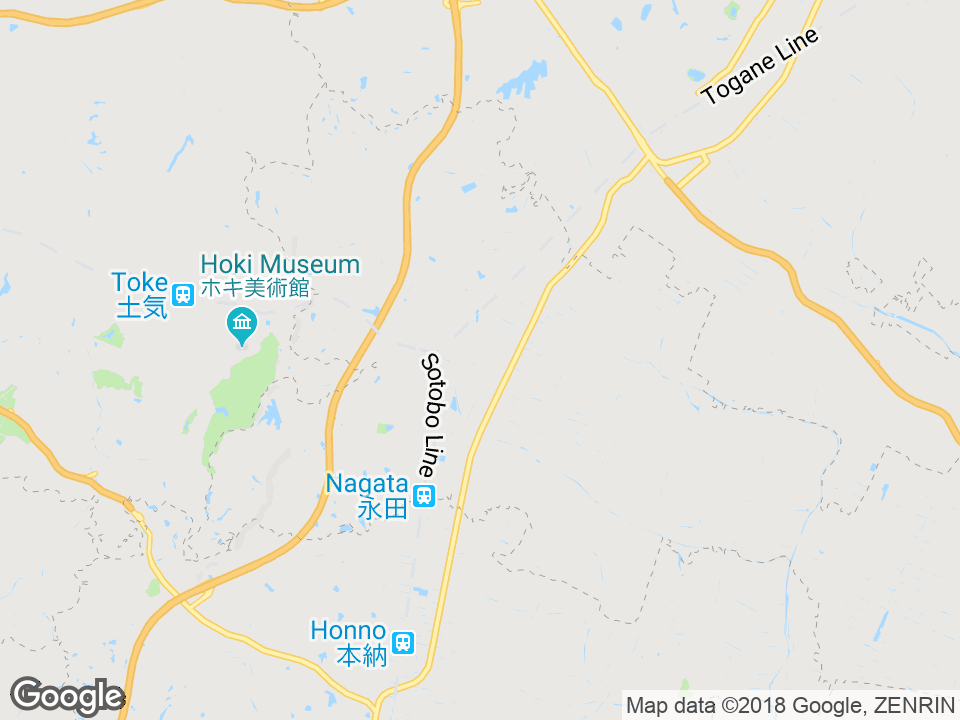 Togane Line
Hoki Museum
ホキ美術館
Toke
土気
Sotobo Line
Nagata
永田
Honno
本納
Google
Map data ©2018 Google, ZENRIN